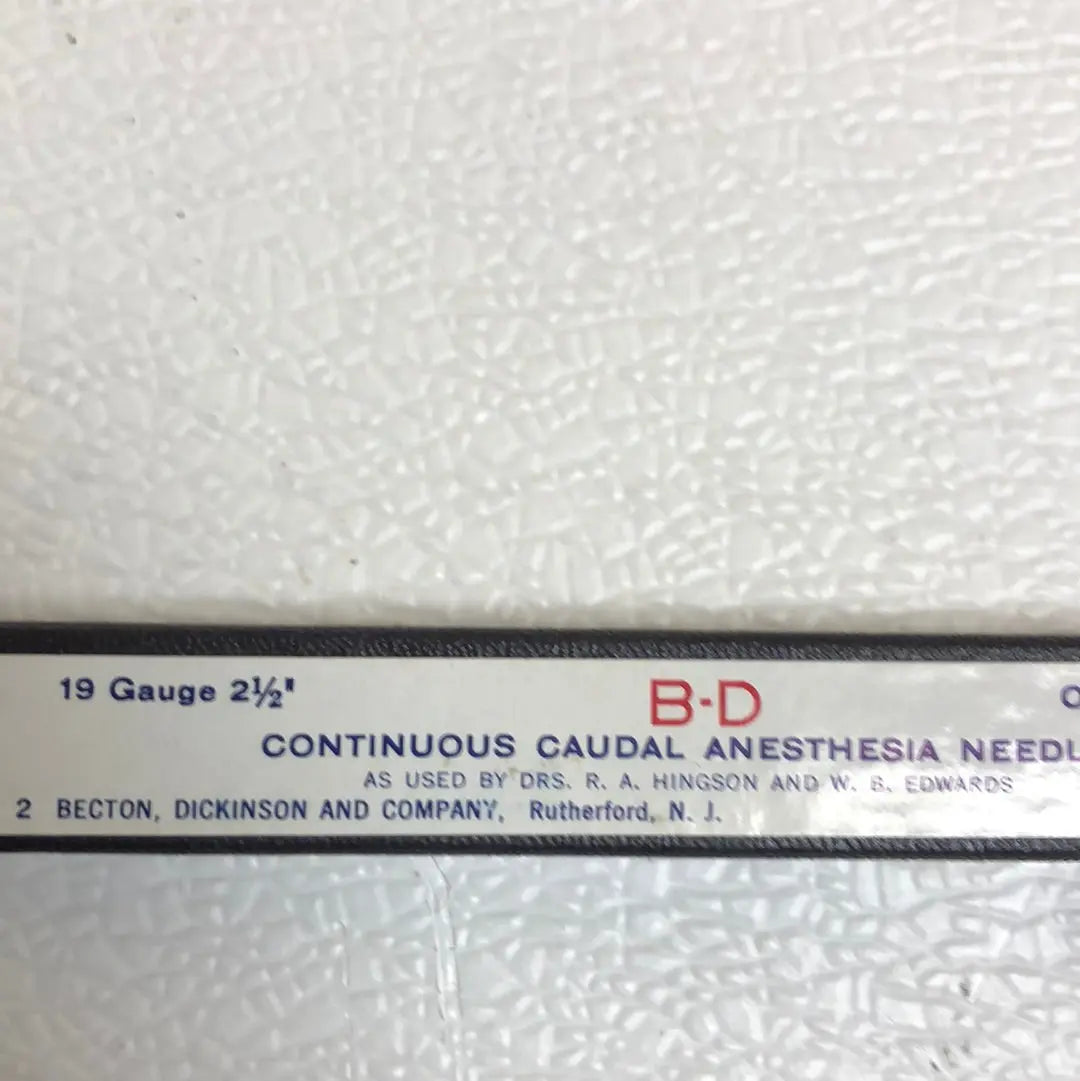 19 Gauge 2½"
B-D
CONTINUOUS CAUDAL ANESTHESIA NEEDL
AS USED BY DRS. R. A. HINGSON AND W. B. EDWARDS
2 BECTON, DICKINSON AND COMPANY, Rutherford, N. J.